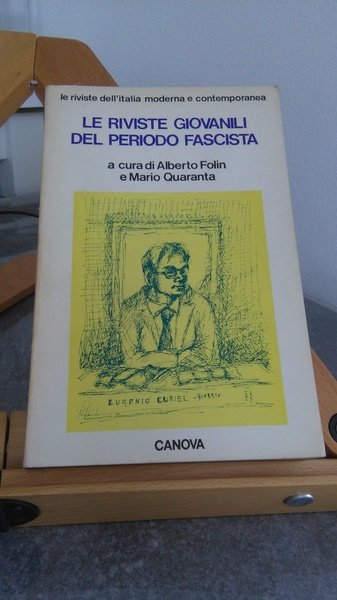 le riviste dell'italia moderna e contemporanea
LE RIVISTE GIOVANILI
DEL PERIODO FASCISTA
a cura di Alberto Folin
e Mario Quaranta
EUGENIO CURIEL - GIORGIO
CANOVA